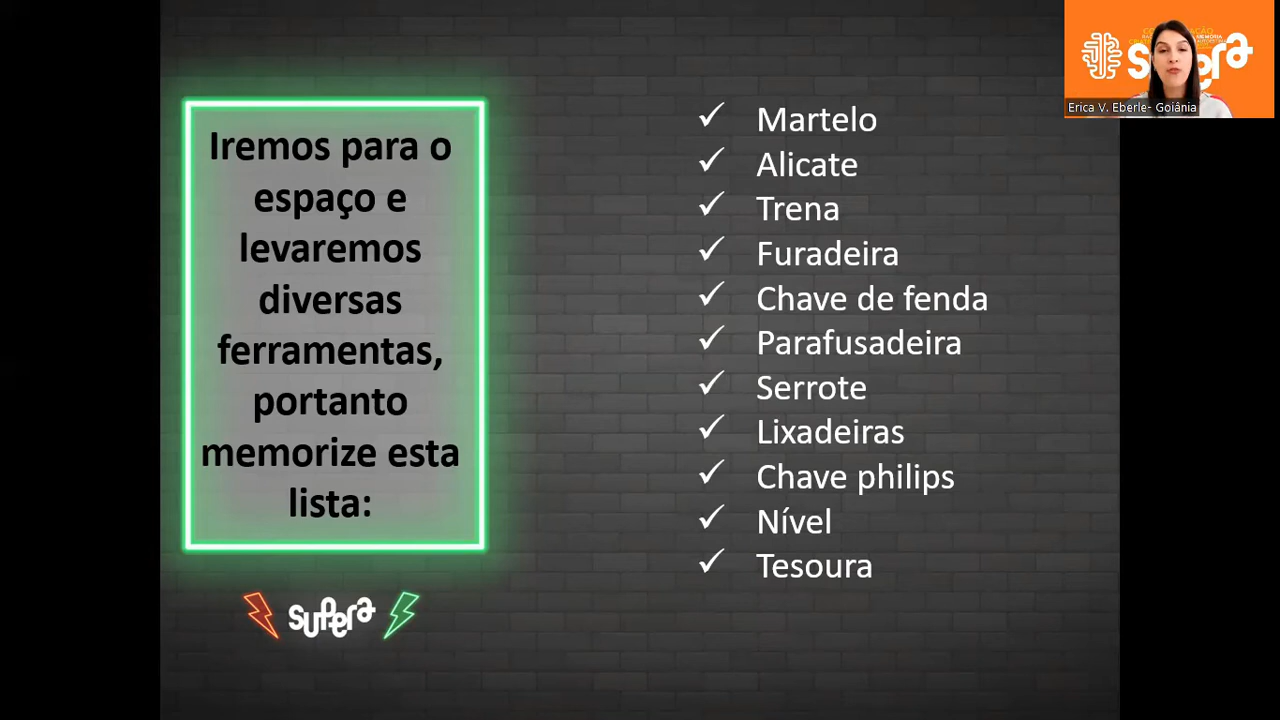 Iremos para o
espaço e
levaremos
diversas
ferramentas,
portanto
memorize esta
lista:
supera
✓ Martelo
✓ Alicate
✓ Trena
✓ Furadeira
✓ Chave de fenda
✓ Parafusadeira
✓ Serrote
✓ Lixadeiras
✓ Chave philips
✓ Nível
✓ Tesoura
Erica V. Eberle- Goiânia